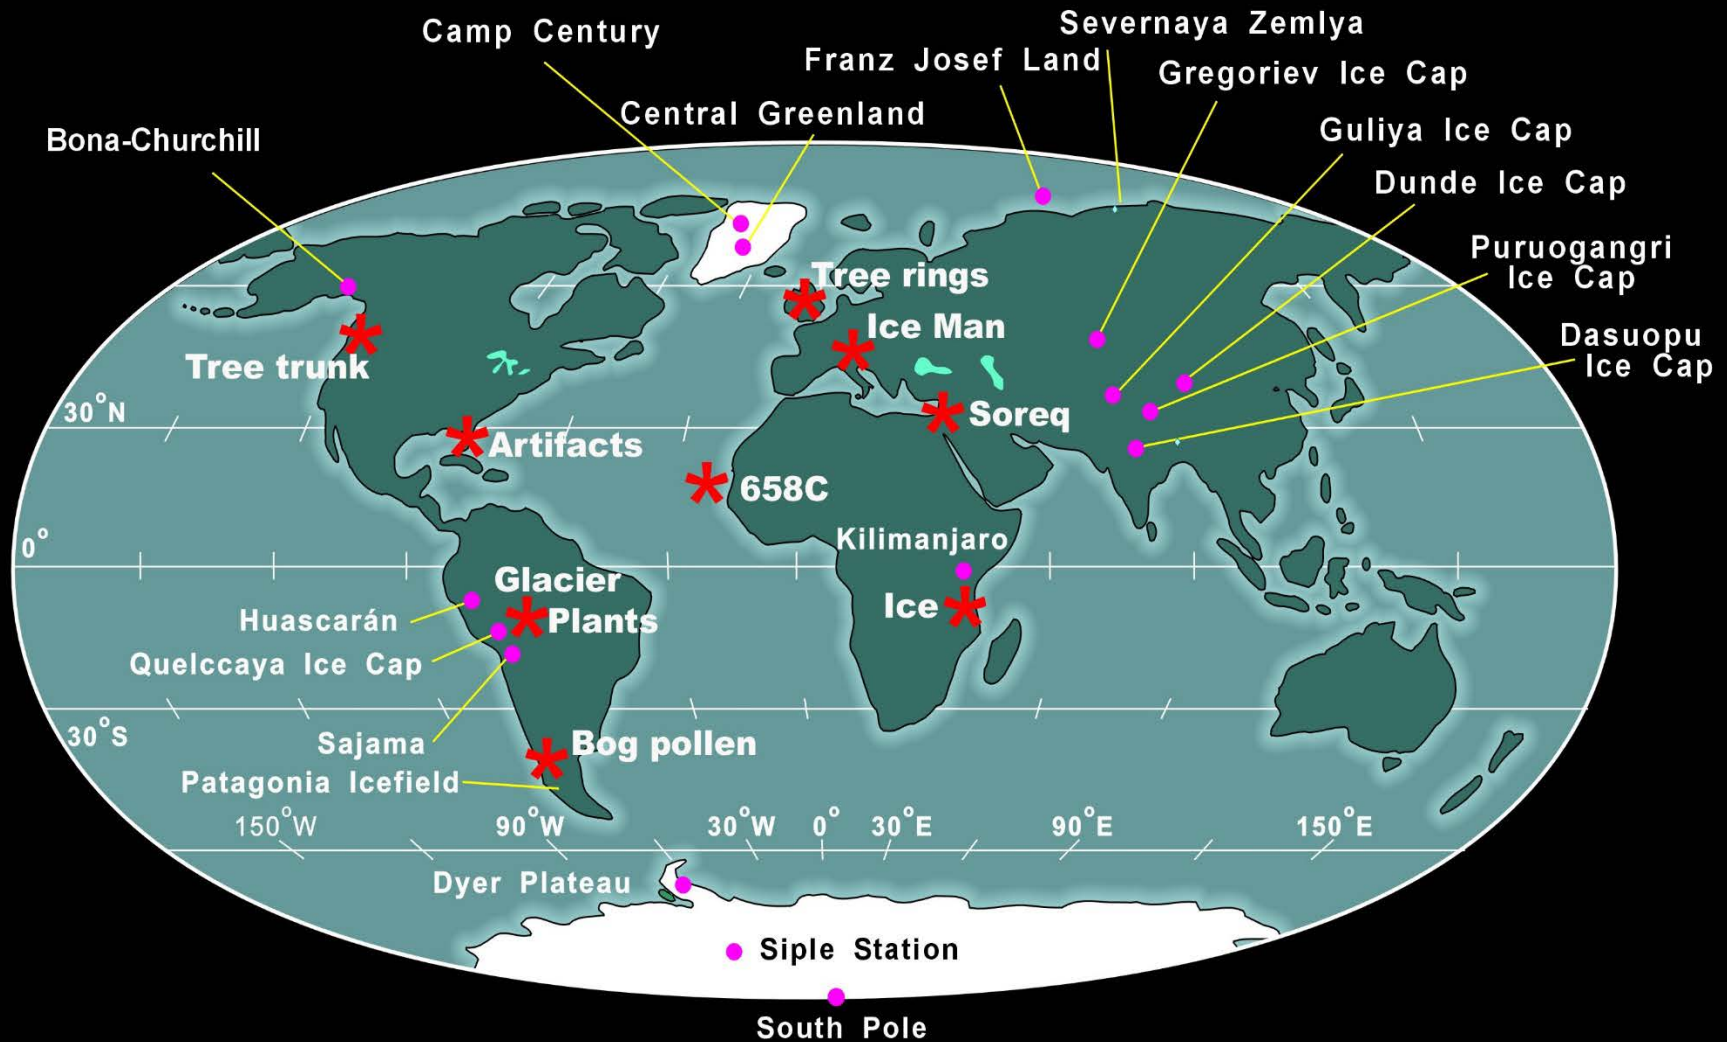 Severnaya Zemlya
Camp Century
Franz Josef Land
Gregoriev Ice Cap
Central Greenland
Guliya Ice Cap
Bona-Churchill
Dunde Ice Cap
Puruogangri
Ice Cap
Tree rings
Ice Man
Dasuopu
Ice Cap
Tree trunk
30°N
Soreq
Artifacts
658C
Kilimanjaro
0°
Glacier
Plants
Ice
Huascarán
Quelccaya Ice Cap
30°S
Sajama
Bog pollen
Patagonia Icefield
150°W
90°W
30°W
0°
30°E
90°E
150°E
Dyer Plateau
Siple Station
South Pole